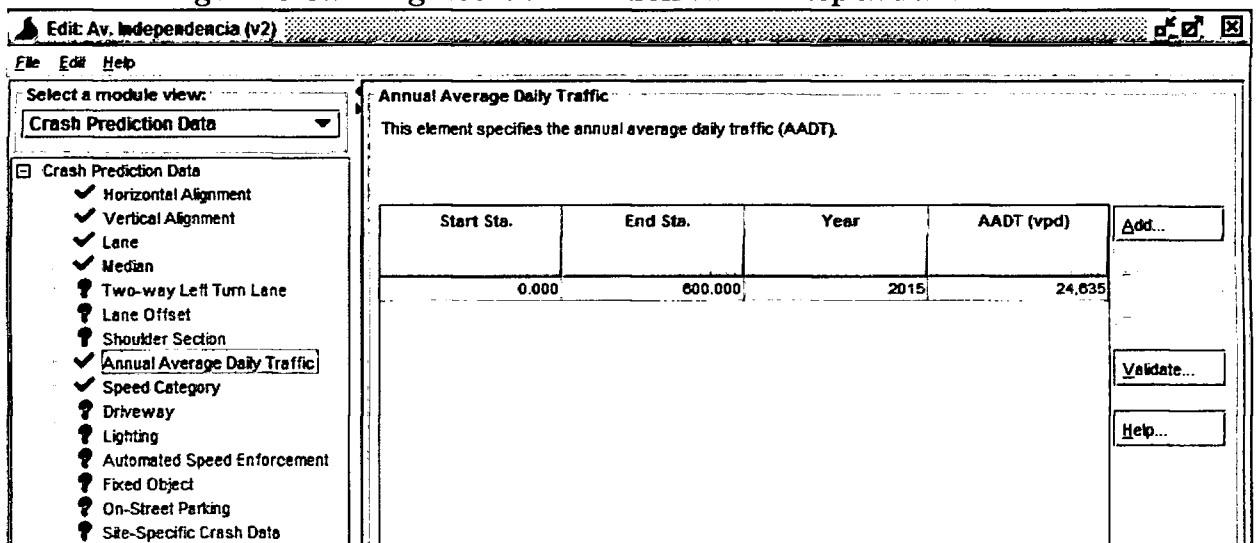 Edit: Av. Independencia (v2)
File Edit Help
Select a module view:
Crash Prediction Data
Crash Prediction Data
Horizontal Alignment
Vertical Alignment
Lane
Median
Two-way Left Turn Lane
Lane Offset
Shoulder Section
Annual Average Daily Traffic
Speed Category
Driveway
Lighting
Automated Speed Enforcement
Fixed Object
On-Street Parking
Site-Specific Crash Data
Annual Average Daily Traffic
This element specifies the annual average daily traffic (AADT).
Start Sta. End Sta. Year AADT (vpd)
0.000 600.000 2015 24,635
Add...
Validate...
Help...